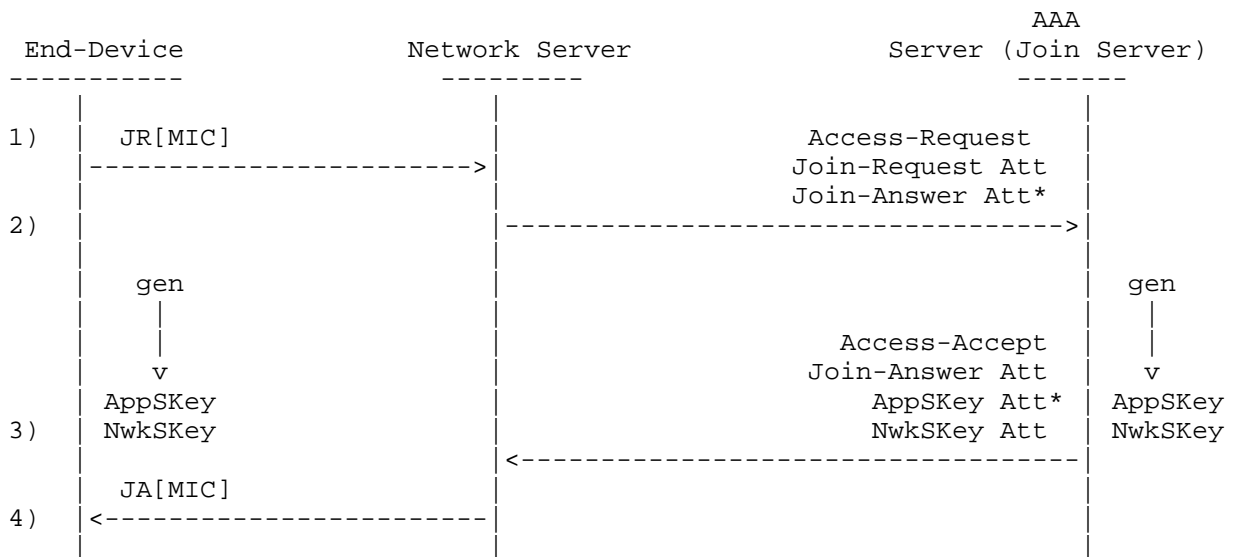 AAA
End-Device Network Server Server (Join Server)
----------- --------- -------
1) JR[MIC] Access-Request
Join-Request Att
Join-Answer Att*
2)
gen gen
Access-Accept
v Join-Answer Att v
AppSKey AppSKey Att* AppSKey
3) NwkSKey NwkSKey Att NwkSKey
JA[MIC]
4)